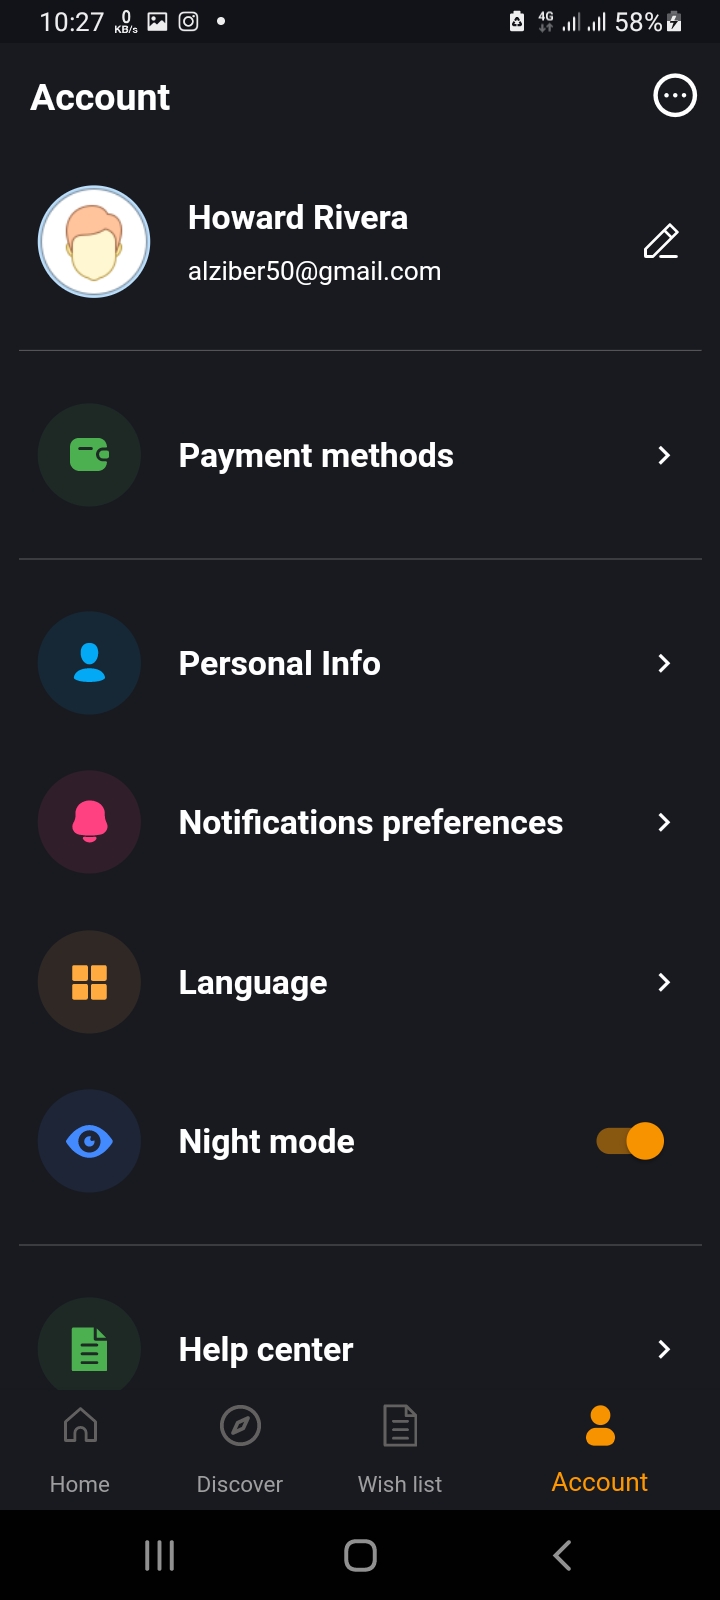 10:27 0 KB/s 4G 58%
Account
Howard Rivera
alziber50@gmail.com
Payment methods
Personal Info
Notifications preferences
Language
Night mode
Help center
Home Discover Wish list Account